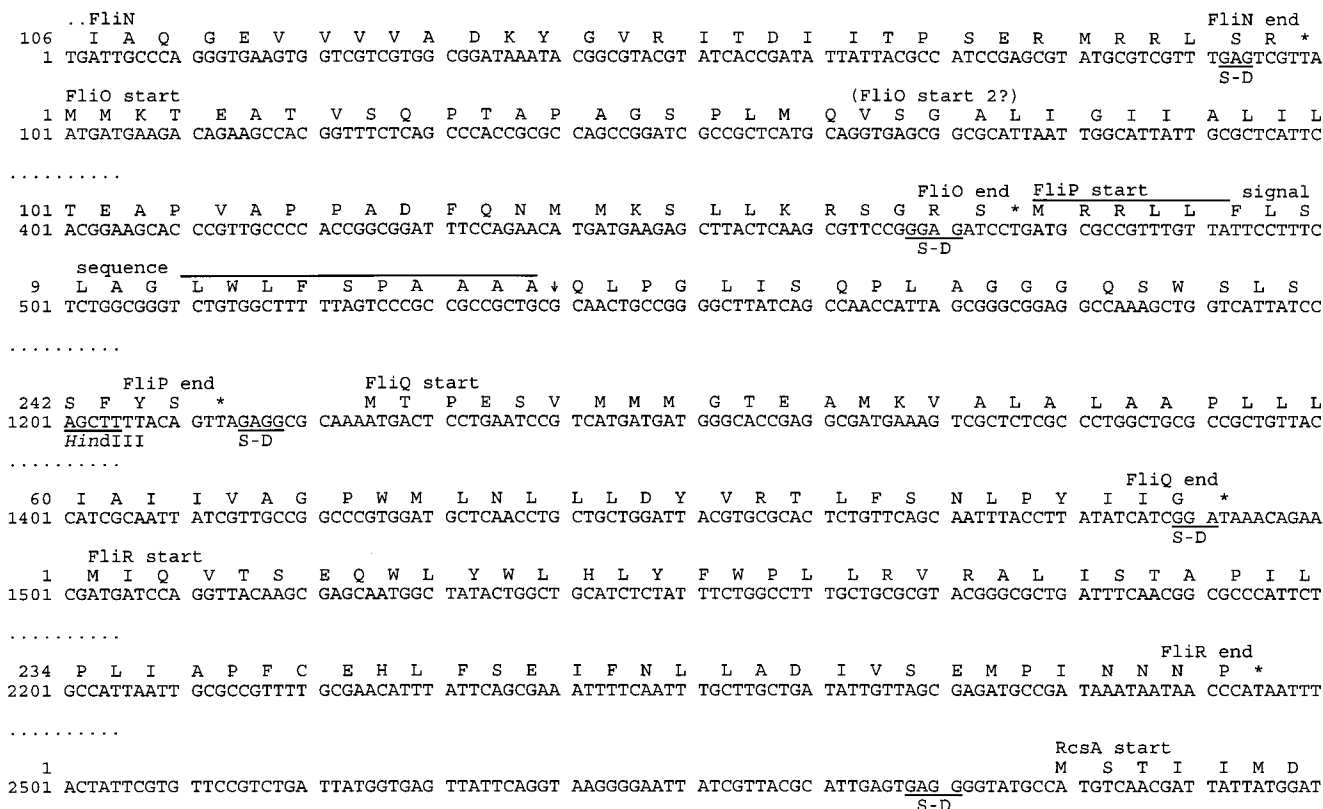 ..FliN FliN end
106 I A Q G E V V V V A D K Y G V R I T D I I T P S E R M R R L S R *
1 TGATTGCCCA GGGTGAAGTG GTCGTCGTGG CGGATAAATA CGGCGTACGT ATCACCGATA TTATTACGCC ATCCGAGCGT ATGCGTCGTT TGAGTCGTTA
S-D
FliO start (FliO start 2?)
1 M M K T E A T V S Q P T A P A G S P L M Q V S G A L I G I I A L I L
101 ATGATGAAGA CAGAAGCCAC GGTTTCTCAG CCCACCGCGC CAGCCGGATC GCCGCTCATG CAGGTGAGCG GCGCATTAAT TGGCATTATT GCGCTCATTC
..........
FliO end FliP start signal
101 T E A P V A P P A D F Q N M M K S L L K R S G R S * M R R L L F L S
401 ACGGAAGCAC CCGTTGCCCC ACCGGCGGAT TTCCAGAACA TGATGAAGAG CTTACTCAAG CGTTCCGGGA GATCCTGATG CGCCGTTTGT TATTCCTTTC
S-D
sequence
9 L A G L W L F S P A A A A ↓ Q L P G L I S Q P L A G G G Q S W S L S
501 TCTGGCGGGT CTGTGGCTTT TTAGTCCCGC CGCCGCTGCG CAACTGCCGG GGCTTATCAG CCAACCATTA GCGGGCGGAG GCCAAAGCTG GTCATTATCC
..........
FliP end FliQ start
242 S F Y S * M T P E S V M M M G T E A M K V A L A L A A P L L L
1201 AGCTTTTACA GTTAGAGGCG CAAAATGACT CCTGAATCCG TCATGATGAT GGGCACCGAG GCGATGAAAG TCGCTCTCGC CCTGGCTGCG CCGCTGTTAC
HindIII S-D
..........
FliQ end
60 I A I I V A G P W M L N L L L D Y V R T L F S N L P Y I I G *
1401 CATCGCAATT ATCGTTGCCG GCCCGTGGAT GCTCAACCTG CTGCTGGATT ACGTGCGCAC TCTGTTCAGC AATTTACCTT ATATCATCGG ATAAACAGAA
S-D
FliR start
1 M I Q V T S E Q W L Y W L H L Y F W P L L R V R A L I S T A P I L
1501 CGATGATCCA GGTTACAAGC GAGCAATGGC TATACTGGCT GCATCTCTAT TTCTGGCCTT TGCTGCGCGT ACGGGCGCTG ATTTCAACGG CGCCCATTCT
..........
FliR end
234 P L I A P F C E H L F S E I F N L L A D I V S E M P I N N N P *
2201 GCCATTAATT GCGCCGTTTT GCGAACATTT ATTCAGCGAA ATTTTCAATT TGCTTGCTGA TATTGTTAGC GAGATGCCGA TAAATAATAA CCCATAATTT
..........
RcsA start
1 M S T I I M D
2501 ACTATTCGTG TTCCGTCTGA TTATGGTGAG TTATTCAGGT AAGGGGAATT ATCGTTACGC ATTGAGTGAG GGGTATGCCA TGTCAACGAT TATTATGGAT
S-D